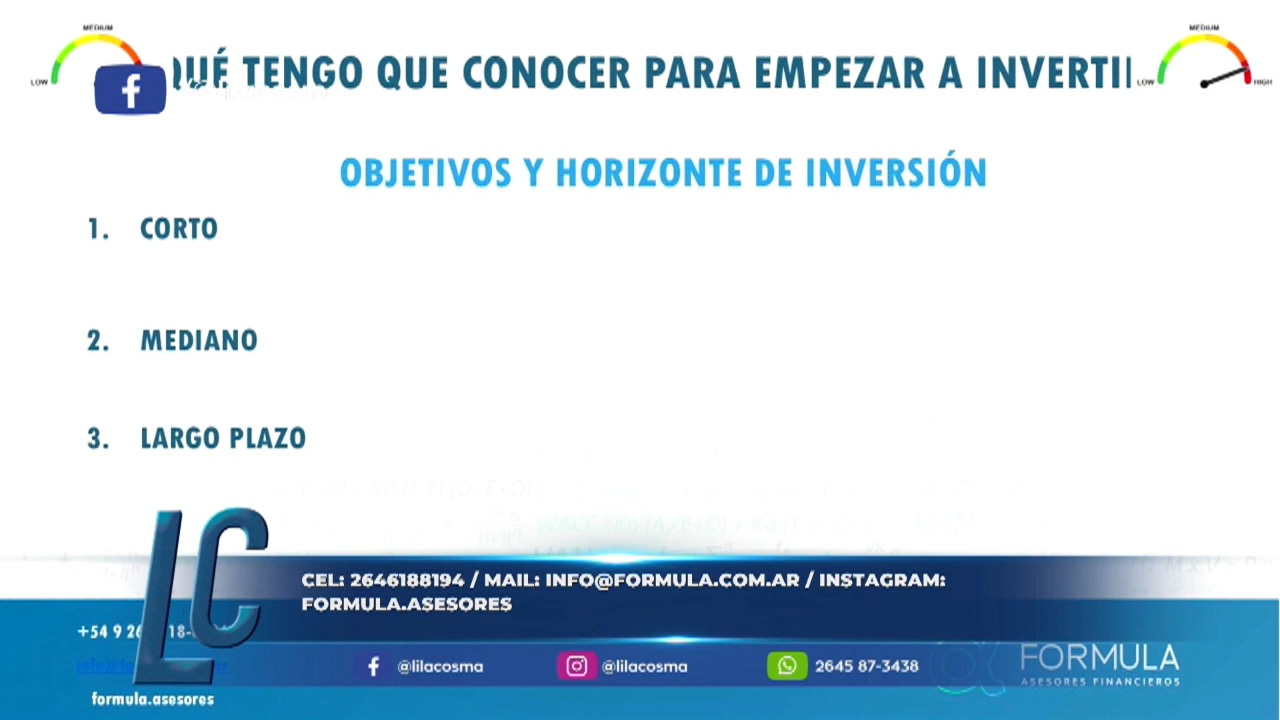 MEDIUM
MEDIUM
LOW
LOW
HIGH
QUÉ TENGO QUE CONOCER PARA EMPEZAR A INVERTI
OBJETIVOS Y HORIZONTE DE INVERSIÓN
1. CORTO
2. MEDIANO
3. LARGO PLAZO
LC
CEL: 2646188194 / MAIL: INFO@FORMULA.COM.AR / INSTAGRAM:
FORMULA.ASESORES
+54 9 26 18-
@lilacosma
@lilacosma
2645 87-3438
FORMULA
ASESORES FINANCIEROS
formula.asesores